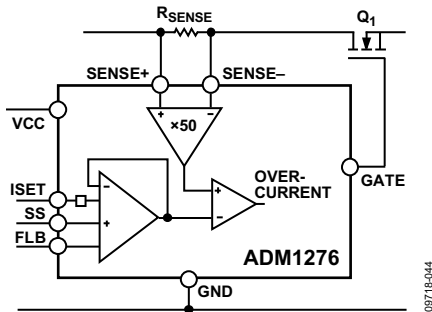 RSENSE
Q1
SENSE+
SENSE–
+
–
×50
VCC
ISET
SS
FLB
–
+
OVER-
CURRENT
+
–
GATE
ADM1276
GND
09718-044